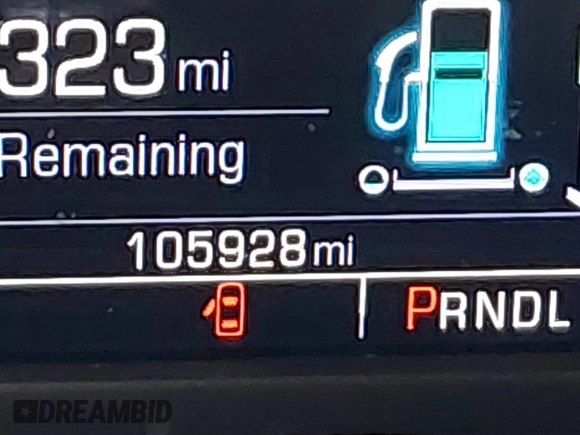 323 mi
Remaining
105928 mi
PRNDL
DREAMBID